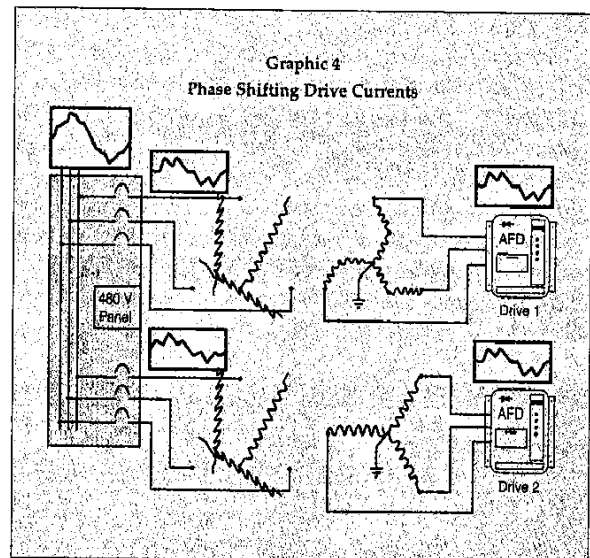 Graphic 4
Phase Shifting Drive Currents
AFD
Drive 1
480 V
Panel
AFD
Drive 2